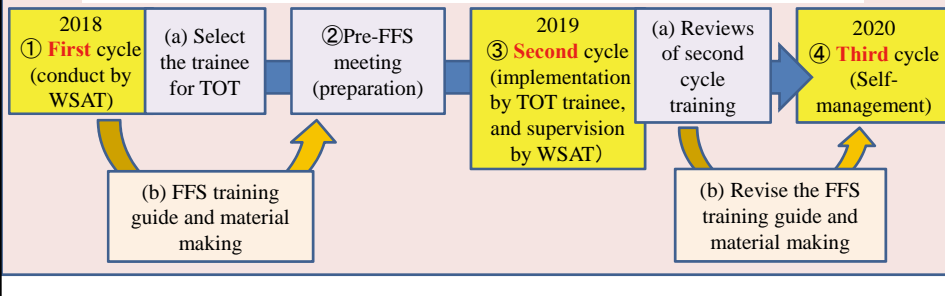 2018
① First cycle
(conduct by
WSAT)
(a) Select
the trainee
for TOT
②Pre-FFS
meeting
(preparation)
2019
③ Second cycle
(implementation
by TOT trainee,
and supervision
by WSAT）
(a) Reviews
of second
cycle
training
2020
④ Third cycle
(Self-
management)
(b) FFS training
guide and material
making
(b) Revise the FFS
training guide and
material making